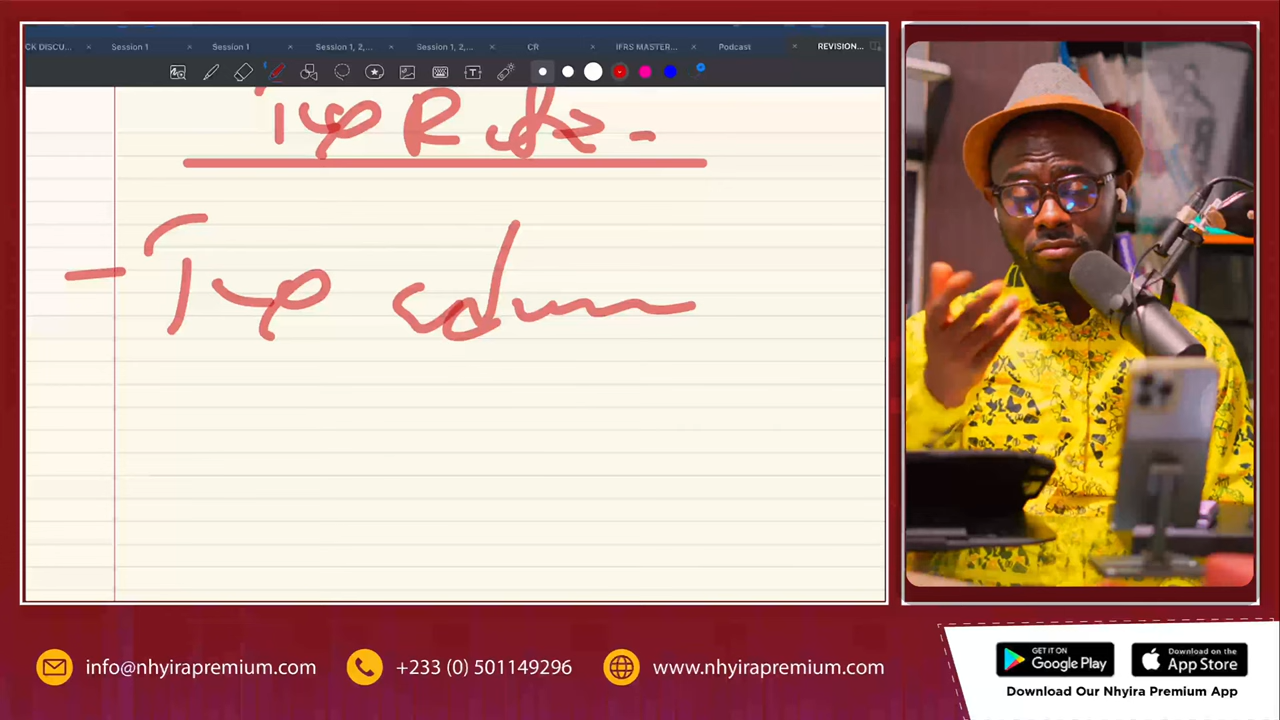 CK DISCU... Session 1 Session 1 Session 1, 2,... Session 1, 2,... CR IFRS MASTER... Podcast REVISION...
info@nhyirapremium.com +233 (0) 501149296 www.nhyirapremium.com
GET IT ON Google Play Download on the App Store
Download Our Nhyira Premium App